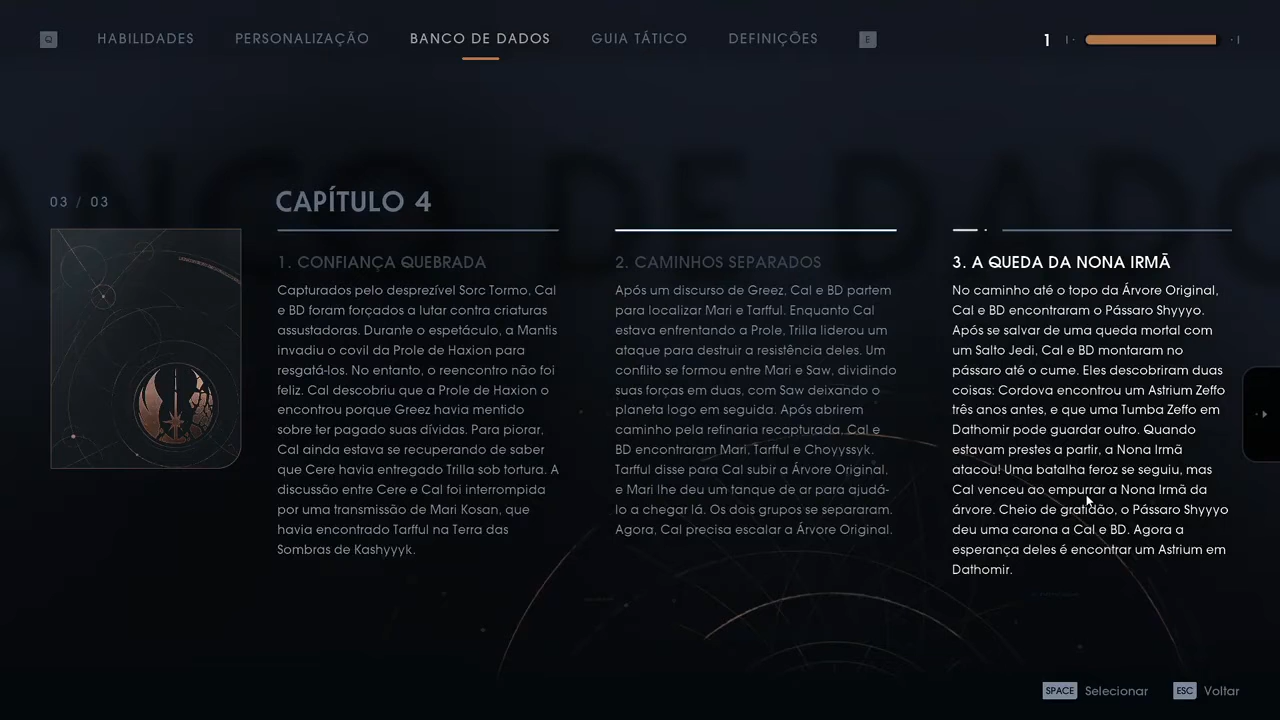 Q HABILIDADES PERSONALIZAÇÃO BANCO DE DADOS GUIA TÁTICO DEFINIÇÕES E 1
ANCO DE DADO
03 / 03
CAPÍTULO 4
1. CONFIANÇA QUEBRADA
Capturados pelo desprezível Sorc Tormo, Cal
e BD foram forçados a lutar contra criaturas
assustadoras. Durante o espetáculo, a Mantis
invadiu o covil da Prole de Haxion para
resgatá-los. No entanto, o reencontro não foi
feliz. Cal descobriu que a Prole de Haxion o
encontrou porque Greez havia mentido
sobre ter pagado suas dívidas. Para piorar,
Cal ainda estava se recuperando de saber
que Cere havia entregado Trilla sob tortura. A
discussão entre Cere e Cal foi interrompida
por uma transmissão de Mari Kosan, que
havia encontrado Tarfful na Terra das
Sombras de Kashyyyk.
2. CAMINHOS SEPARADOS
Após um discurso de Greez, Cal e BD partem
para localizar Mari e Tarfful. Enquanto Cal
estava enfrentando a Prole, Trilla liderou um
ataque para destruir a resistência deles. Um
conflito se formou entre Mari e Saw, dividindo
suas forças em duas, com Saw deixando o
planeta logo em seguida. Após abrirem
caminho pela refinaria recapturada, Cal e
BD encontraram Mari, Tarfful e Choyyssyk.
Tarfful disse para Cal subir a Árvore Original,
e Mari lhe deu um tanque de ar para ajudá-
lo a chegar lá. Os dois grupos se separaram.
Agora, Cal precisa escalar a Árvore Original.
3. A QUEDA DA NONA IRMÃ
No caminho até o topo da Árvore Original,
Cal e BD encontraram o Pássaro Shyyyo.
Após se salvar de uma queda mortal com
um Salto Jedi, Cal e BD montaram no
pássaro até o cume. Eles descobriram duas
coisas: Cordova encontrou um Astrium Zeffo
três anos antes, e que uma Tumba Zeffo em
Dathomir pode guardar outro. Quando
estavam prestes a partir, a Nona Irmã
atacou! Uma batalha feroz se seguiu, mas
Cal venceu ao empurrar a Nona Irmã da
árvore. Cheio de gratidão, o Pássaro Shyyyo
deu uma carona a Cal e BD. Agora a
esperança deles é encontrar um Astrium em
Dathomir.
SPACE Selecionar ESC Voltar